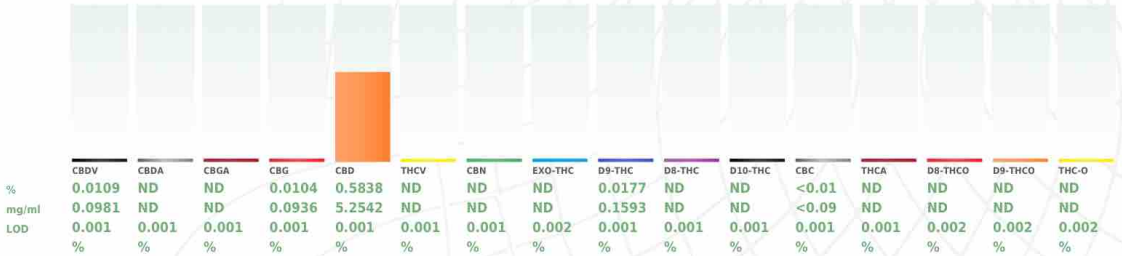 CBDV CBDA CBGA CBG CBD THCV CBN EXO-THC D9-THC D8-THC D10-THC CBC THCA D8-THCO D9-THCO THC-O
% 0.0109 ND ND 0.0104 0.5838 ND ND ND 0.0177 ND ND <0.01 ND ND ND ND
mg/ml 0.0981 ND ND 0.0936 5.2542 ND ND ND 0.1593 ND ND <0.09 ND ND ND ND
LOD 0.001 0.001 0.001 0.001 0.001 0.001 0.001 0.002 0.001 0.001 0.001 0.001 0.001 0.002 0.002 0.002
% % % % % % % % % % % % % % % %